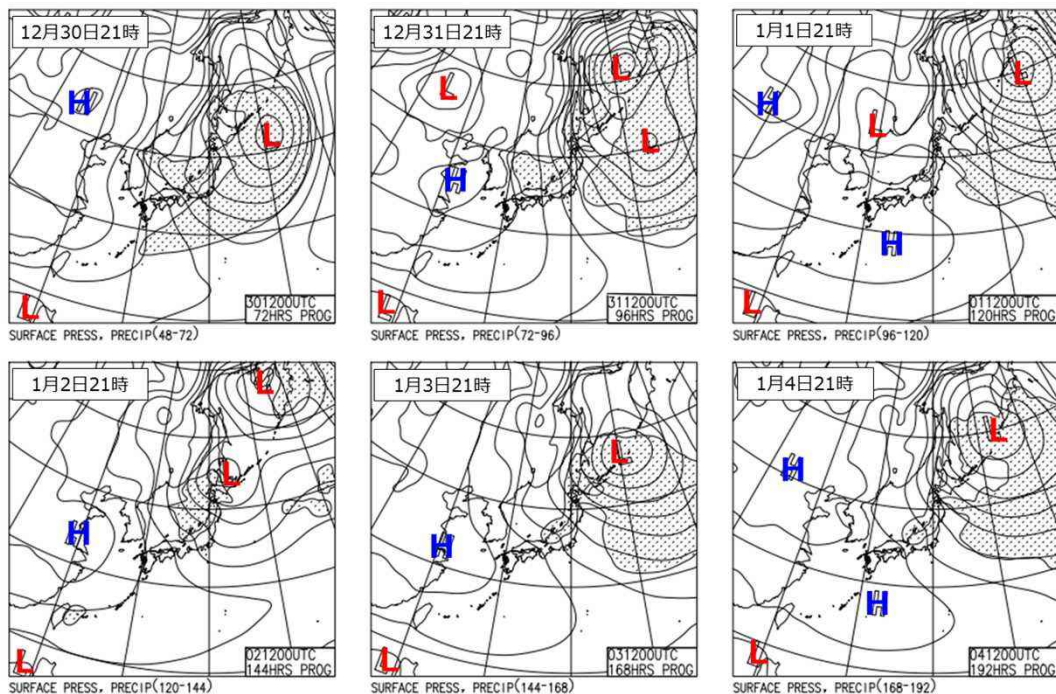 12月30日21時
H
L
L
301200UTC
72HRS PROG
SURFACE PRESS, PRECIP(48-72)
12月31日21時
L
L
L
H
L
311200UTC
96HRS PROG
SURFACE PRESS, PRECIP(72-96)
1月1日21時
H
L
L
H
L
011200UTC
120HRS PROG
SURFACE PRESS, PRECIP(96-120)
1月2日21時
L
L
H
L
021200UTC
144HRS PROG
SURFACE PRESS, PRECIP(120-144)
1月3日21時
L
H
L
031200UTC
168HRS PROG
SURFACE PRESS, PRECIP(144-168)
1月4日21時
L
H
H
L
041200UTC
192HRS PROG
SURFACE PRESS, PRECIP(168-192)